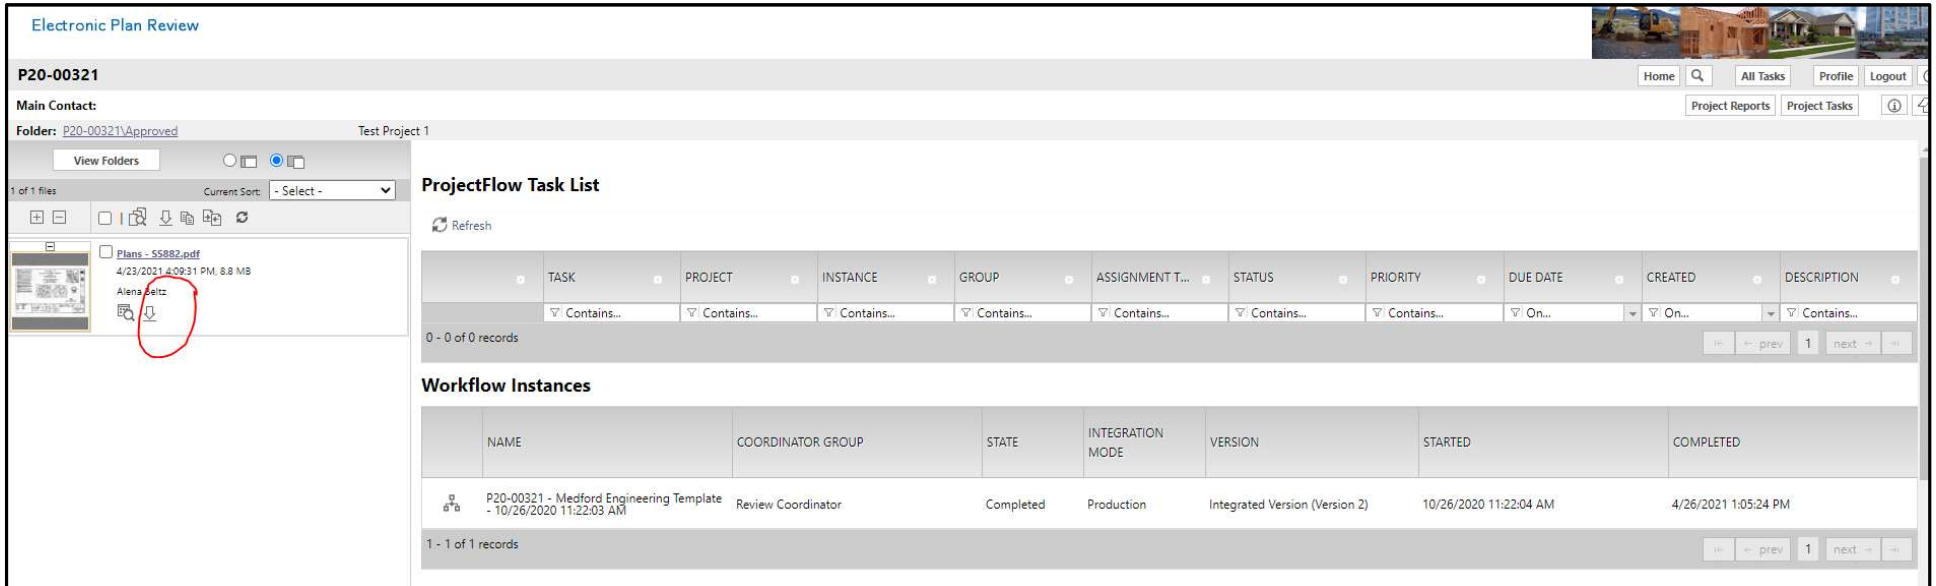 Electronic Plan Review
P20-00321
Home All Tasks Profile Logout
Main Contact:
Project Reports Project Tasks
Folder: P20-00321\Approved Test Project 1
View Folders
1 of 1 files Current Sort: - Select -
Plans - S5882.pdf
4/23/2021 4:09:31 PM, 8.8 MB
Alena Seltz
ProjectFlow Task List
Refresh
TASK PROJECT INSTANCE GROUP ASSIGNMENT T... STATUS PRIORITY DUE DATE CREATED DESCRIPTION
Contains... Contains... Contains... Contains... Contains... Contains... Contains... On... On... Contains...
0 - 0 of 0 records
← prev 1 next →
Workflow Instances
NAME COORDINATOR GROUP STATE INTEGRATION MODE VERSION STARTED COMPLETED
P20-00321 - Medford Engineering Template
- 10/26/2020 11:22:03 AM
Review Coordinator Completed Production Integrated Version (Version 2) 10/26/2020 11:22:04 AM 4/26/2021 1:05:24 PM
1 - 1 of 1 records
← prev 1 next →